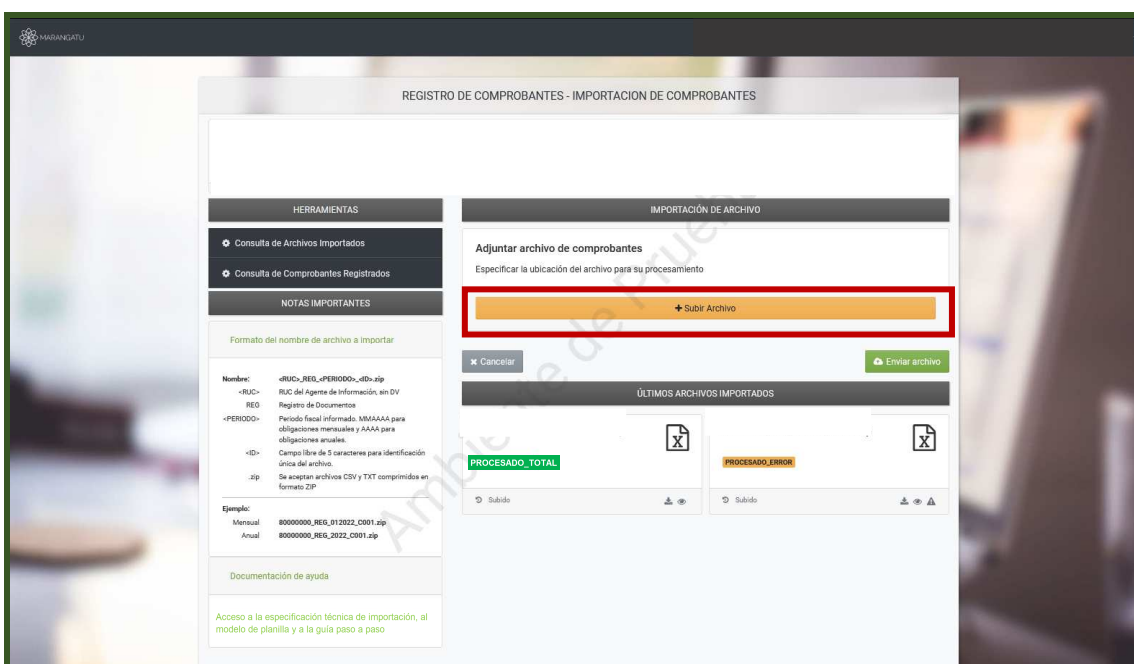 MARANGATU
REGISTRO DE COMPROBANTES - IMPORTACION DE COMPROBANTES
HERRAMIENTAS
Consulta de Archivos Importados
Consulta de Comprobantes Registrados
NOTAS IMPORTANTES
Formato del nombre de archivo a importar
Nombre: <RUC>_REG_<PERIODO>_<ID>.zip
<RUC> RUC del Agente de Información, sin DV
REG Registro de Documentos
<PERIODO> Periodo fiscal informado. MMAAAA para
obligaciones mensuales y AAAA para
obligaciones anuales.
<ID> Campo libre de 5 caracteres para identificación
única del archivo.
.zip Se aceptan archivos CSV y TXT comprimidos en
formato ZIP
Ejemplo:
Mensual 80000000_REG_012022_C001.zip
Anual 80000000_REG_2022_C001.zip
Documentación de ayuda
Acceso a la especificación técnica de importación, al
modelo de planilla y a la guía paso a paso
IMPORTACIÓN DE ARCHIVO
Adjuntar archivo de comprobantes
Especificar la ubicación del archivo para su procesamiento
+ Subir Archivo
Cancelar
Enviar archivo
ÚLTIMOS ARCHIVOS IMPORTADOS
X
PROCESADO_TOTAL
Subido
X
PROCESADO_ERROR
Subido
Ambiente de Prueb